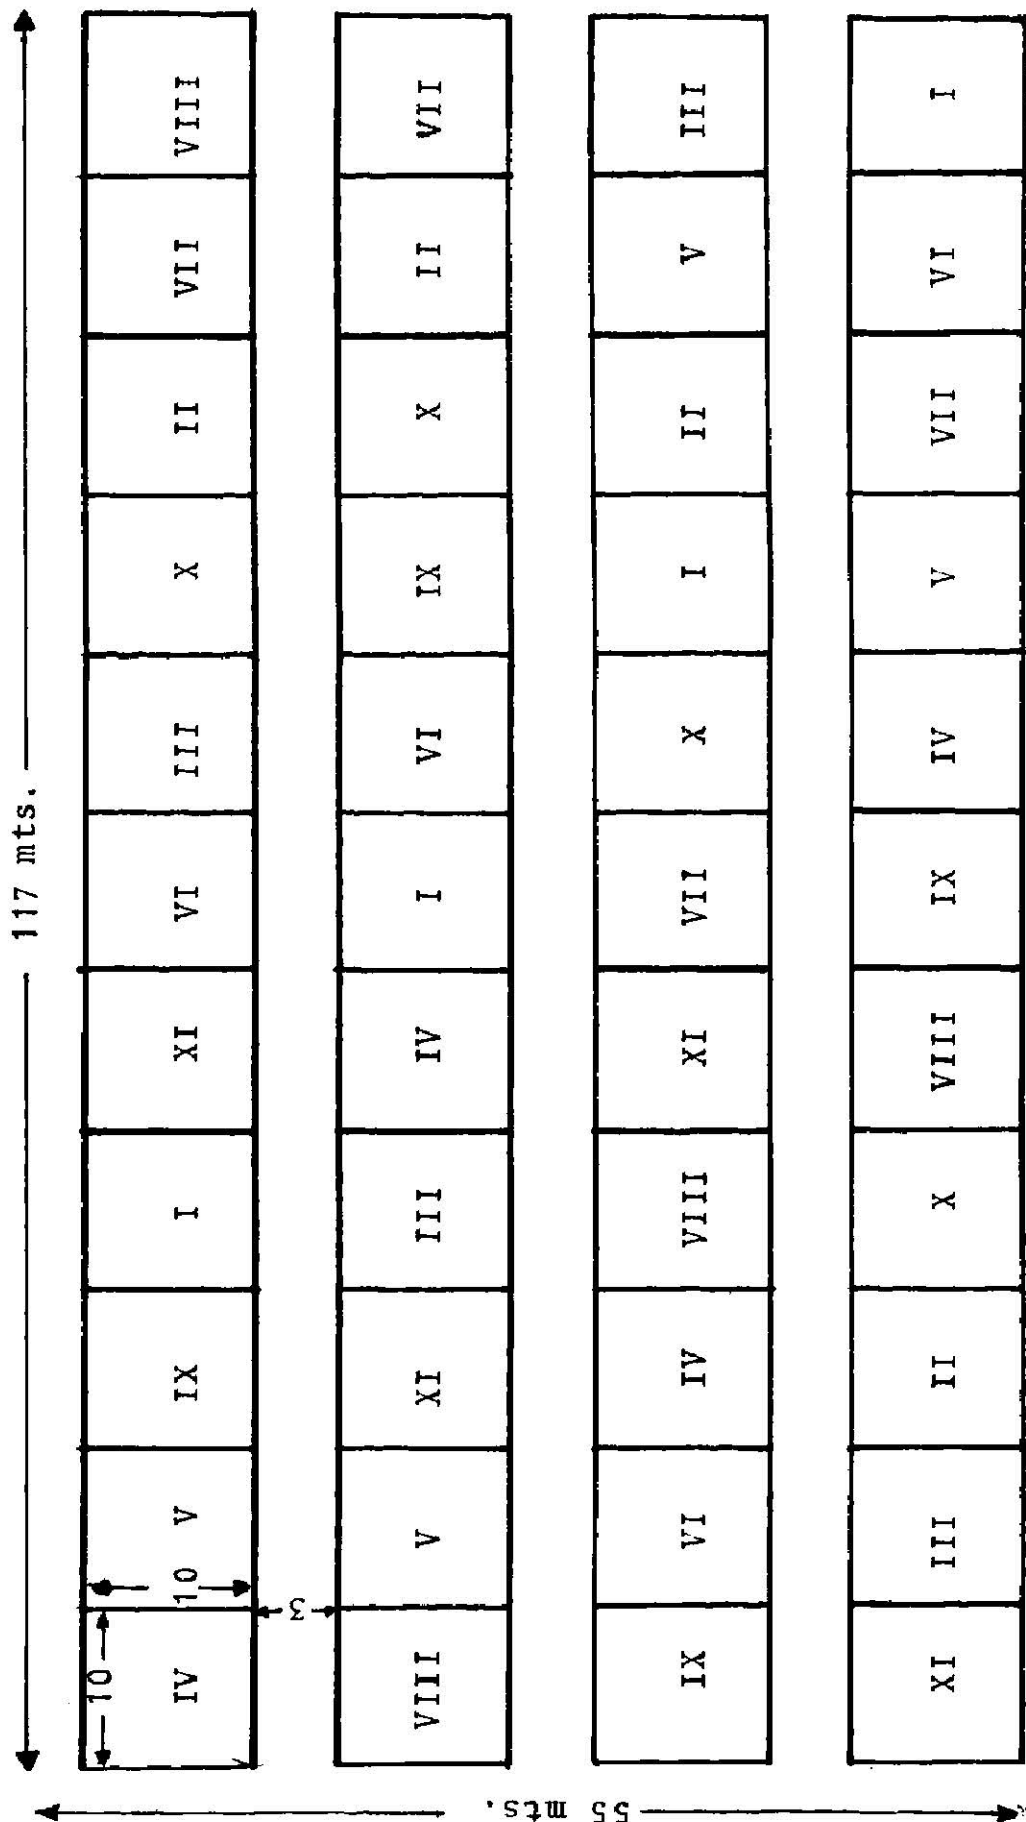 117 mts.
IV V IX I XI VI III X II VII VIII
10
10
3
VIII V XI III IV I VI IX X II VII
IX VI IV VIII XI VII X I II V III
XI III II X VIII IX IV V VII VI I
55 mts.